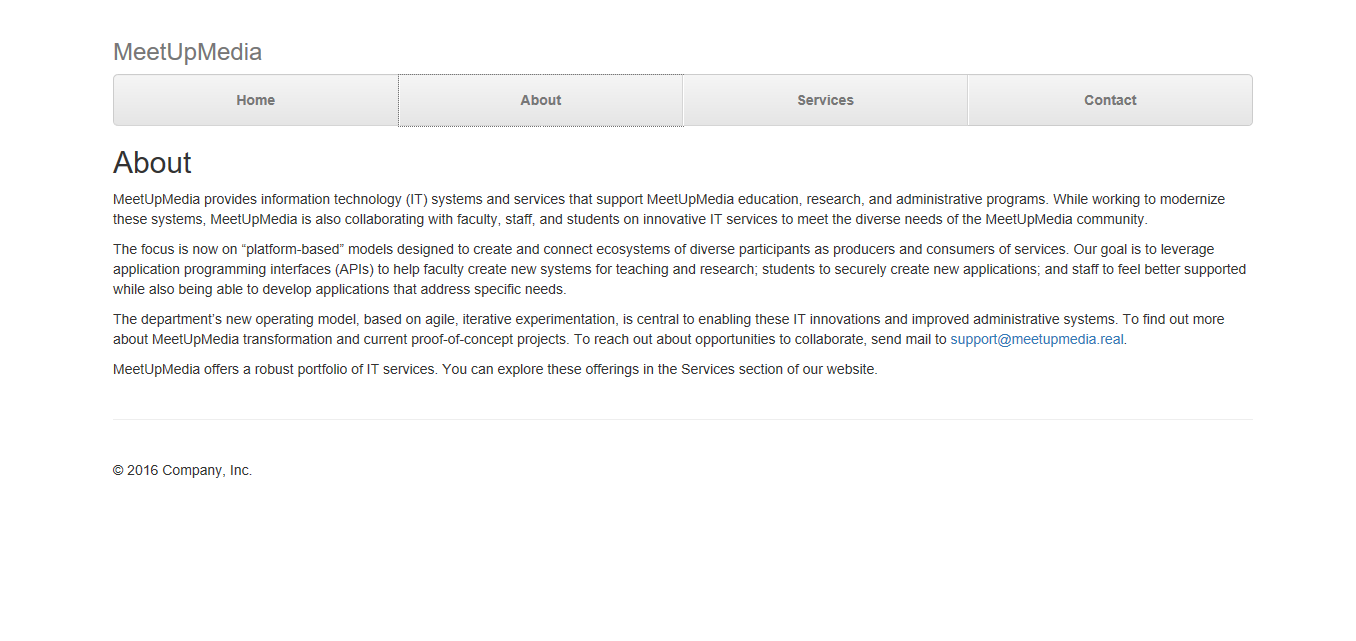 MeetUpMedia
Home About Services Contact
About
MeetUpMedia provides information technology (IT) systems and services that support MeetUpMedia education, research, and administrative programs. While working to modernize
these systems, MeetUpMedia is also collaborating with faculty, staff, and students on innovative IT services to meet the diverse needs of the MeetUpMedia community.
The focus is now on “platform-based” models designed to create and connect ecosystems of diverse participants as producers and consumers of services. Our goal is to leverage
application programming interfaces (APIs) to help faculty create new systems for teaching and research; students to securely create new applications; and staff to feel better supported
while also being able to develop applications that address specific needs.
The department’s new operating model, based on agile, iterative experimentation, is central to enabling these IT innovations and improved administrative systems. To find out more
about MeetUpMedia transformation and current proof-of-concept projects. To reach out about opportunities to collaborate, send mail to support@meetupmedia.real.
MeetUpMedia offers a robust portfolio of IT services. You can explore these offerings in the Services section of our website.
© 2016 Company, Inc.